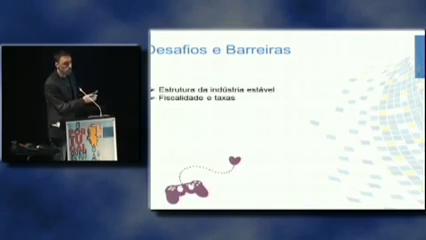 Desafios e Barreiras
Estrutura da indústria estável
Fiscalidade e taxas